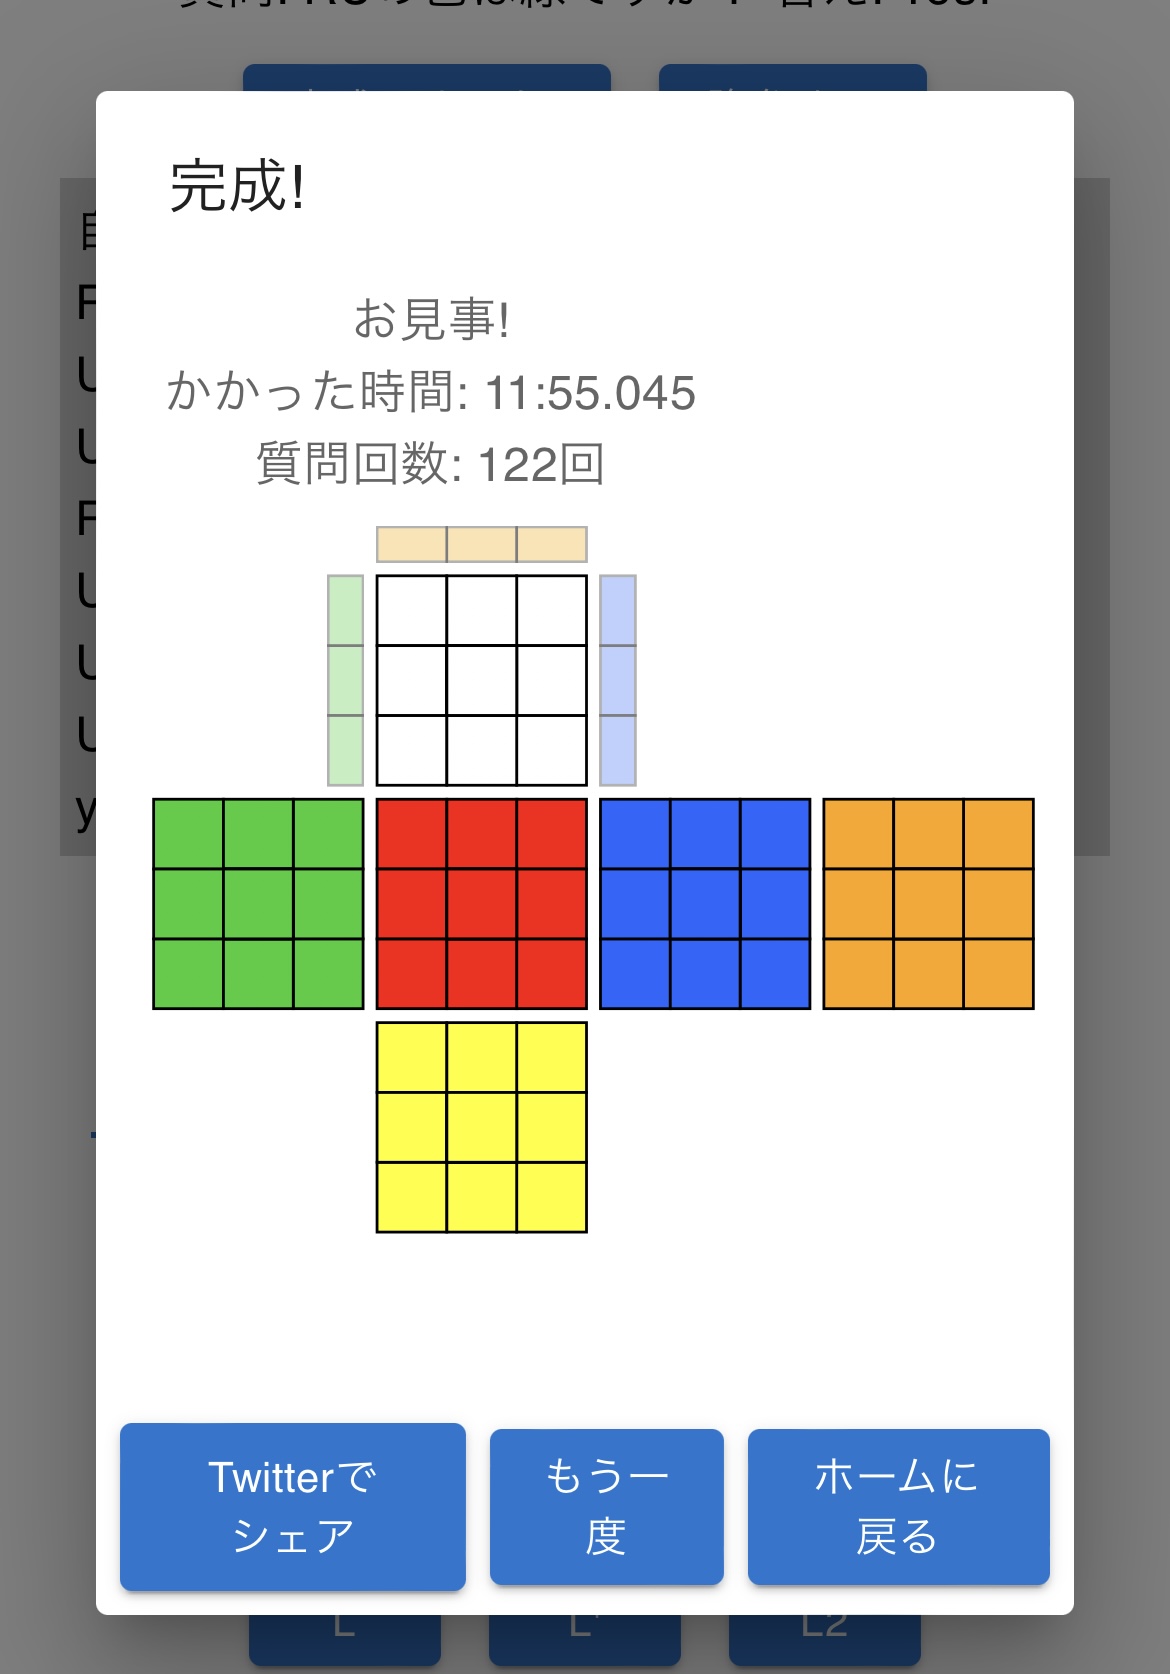 完成!
お見事!
かかった時間: 11:55.045
質問回数: 122回
Twitterで
シェア
もう一
度
ホームに
戻る
L
L'
L2